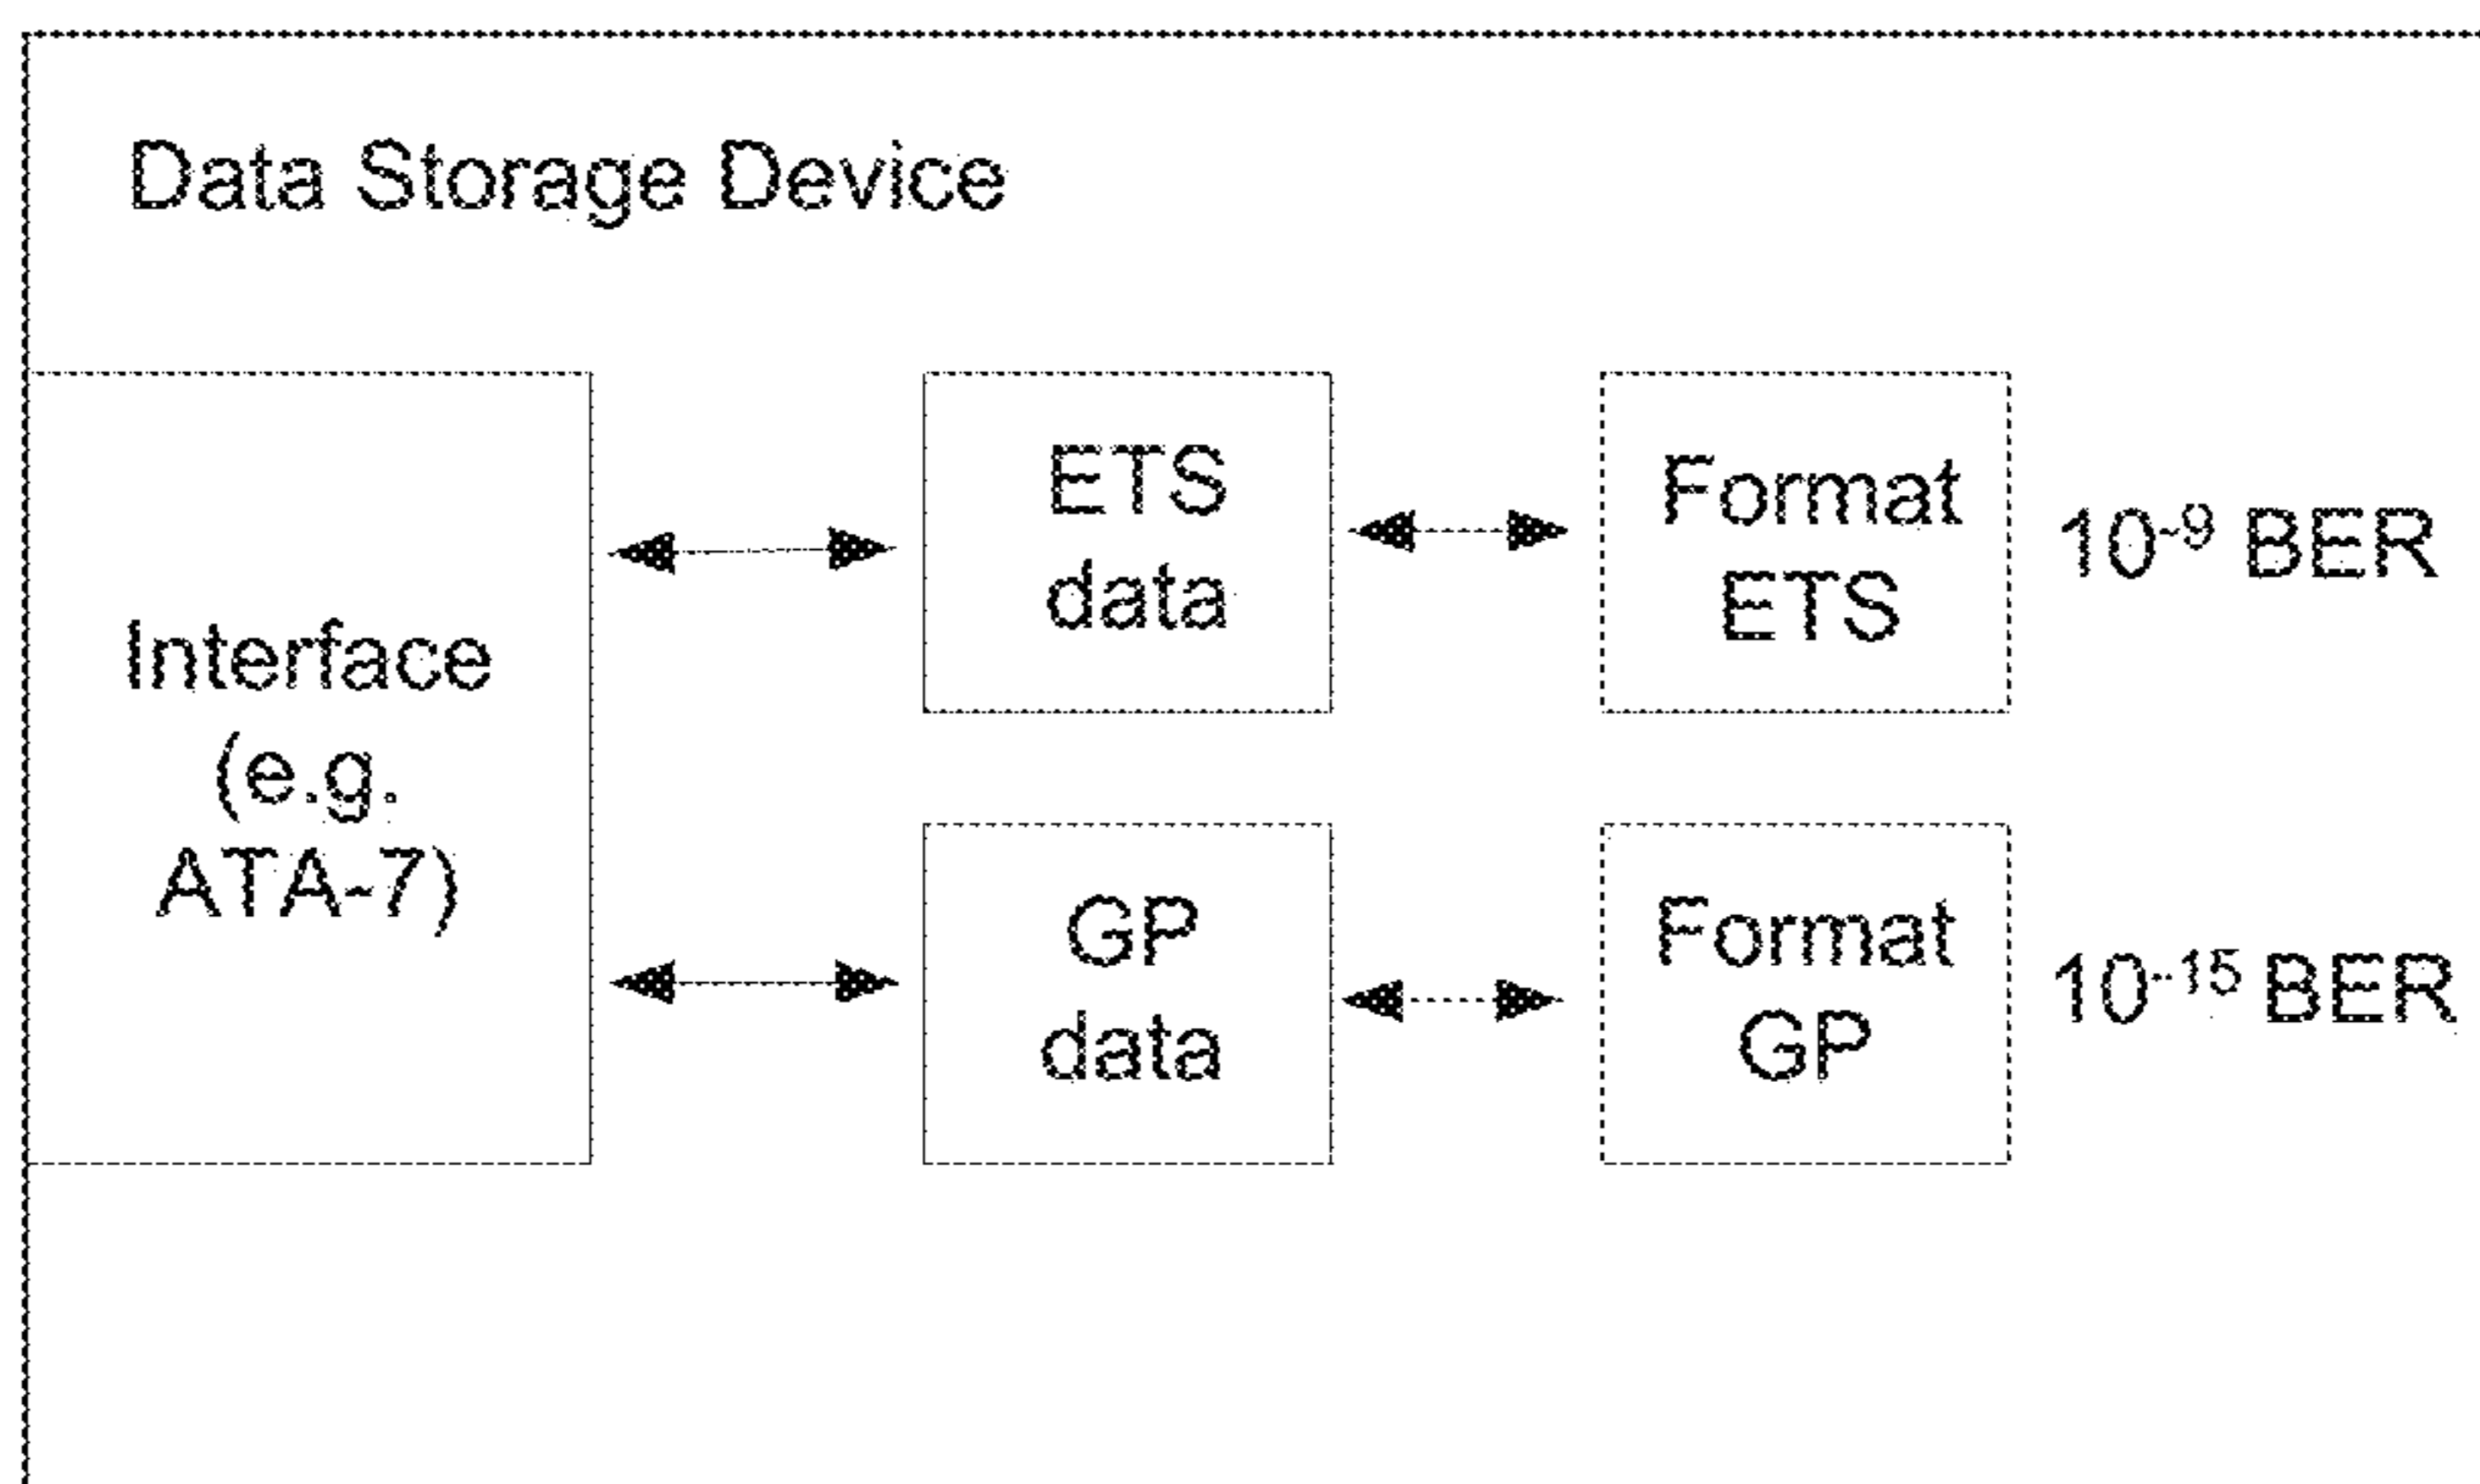 Data Storage Device
Interface
(e.g.
ATA-7)
ETS
data
Format
ETS
10-9 BER
GP
data
Format
GP
10-15 BER